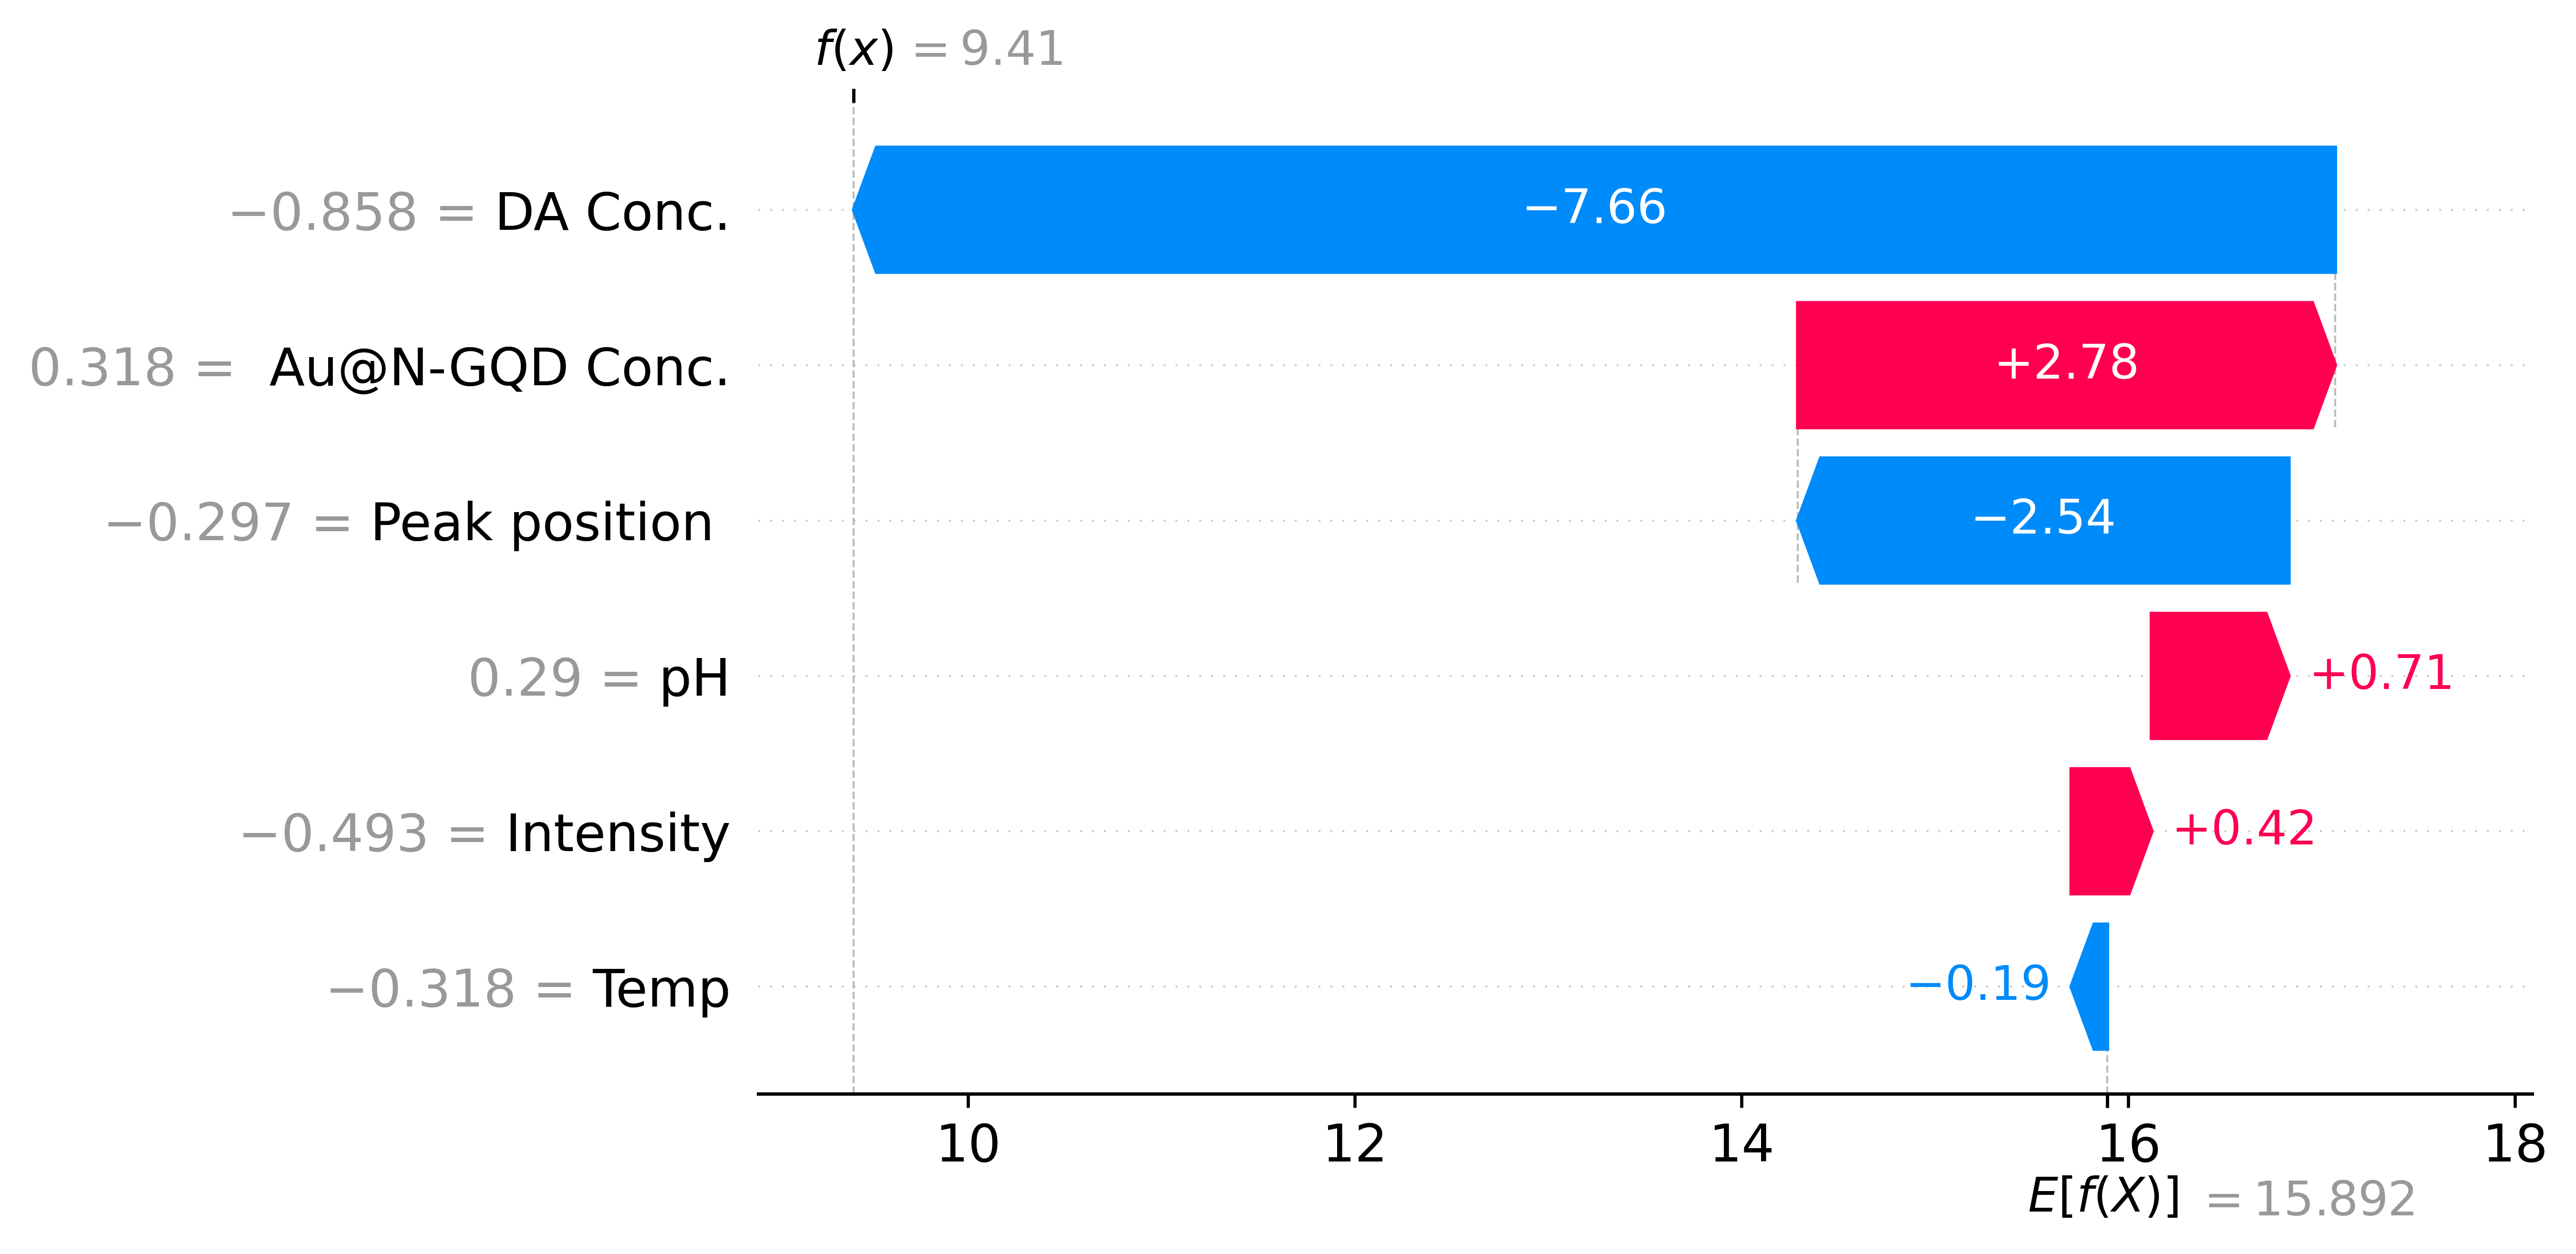 f(x) = 9.41
−0.858 = DA Conc. −7.66
0.318 = Au@N-GQD Conc. +2.78
−0.297 = Peak position −2.54
0.29 = pH +0.71
−0.493 = Intensity +0.42
−0.318 = Temp −0.19
10 12 14 16 18
E[f(X)] = 15.892